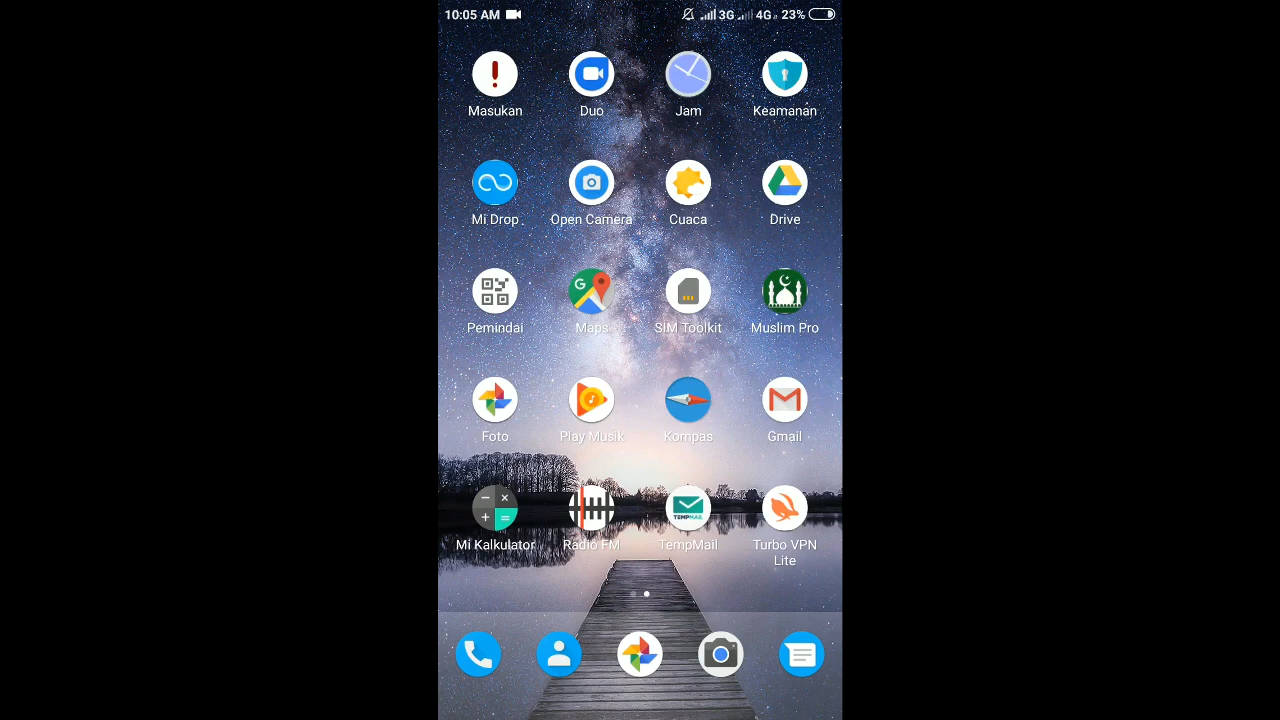 10:05 AM 3G 4G 23%
Masukan Duo Jam Keamanan
Mi Drop Open Camera Cuaca Drive
G
Pemindai Maps SIM Toolkit Muslim Pro
Foto Play Musik Kompas Gmail
TEMPMAIL
Mi Kalkulator Radio FM TempMail Turbo VPN
Lite